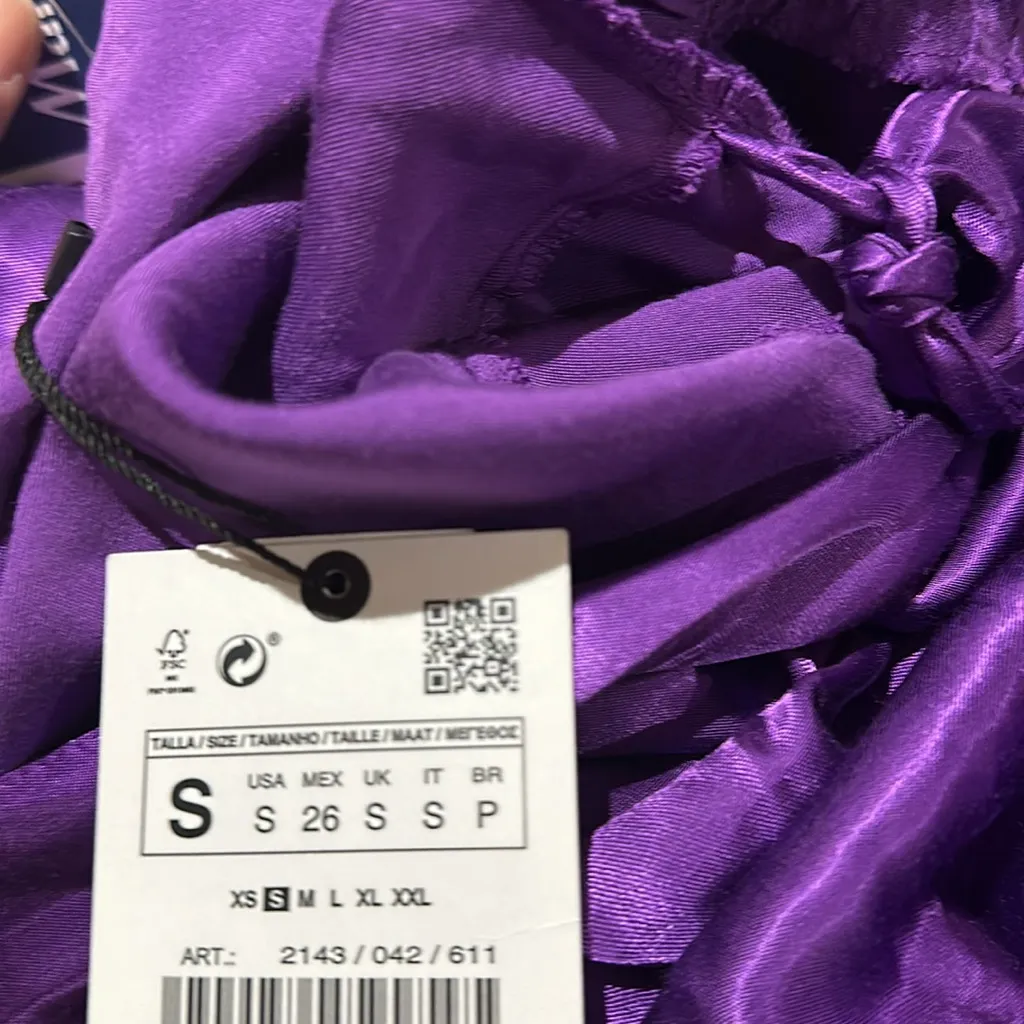 FSC
®
TALLA / SIZE / TAMANHO / TAILLE / MAAT / ΜΕΓΕΘΟΣ
S
USA MEX UK IT BR
S 26 S S P
XS S M L XL XXL
ART.: 2143 / 042 / 611